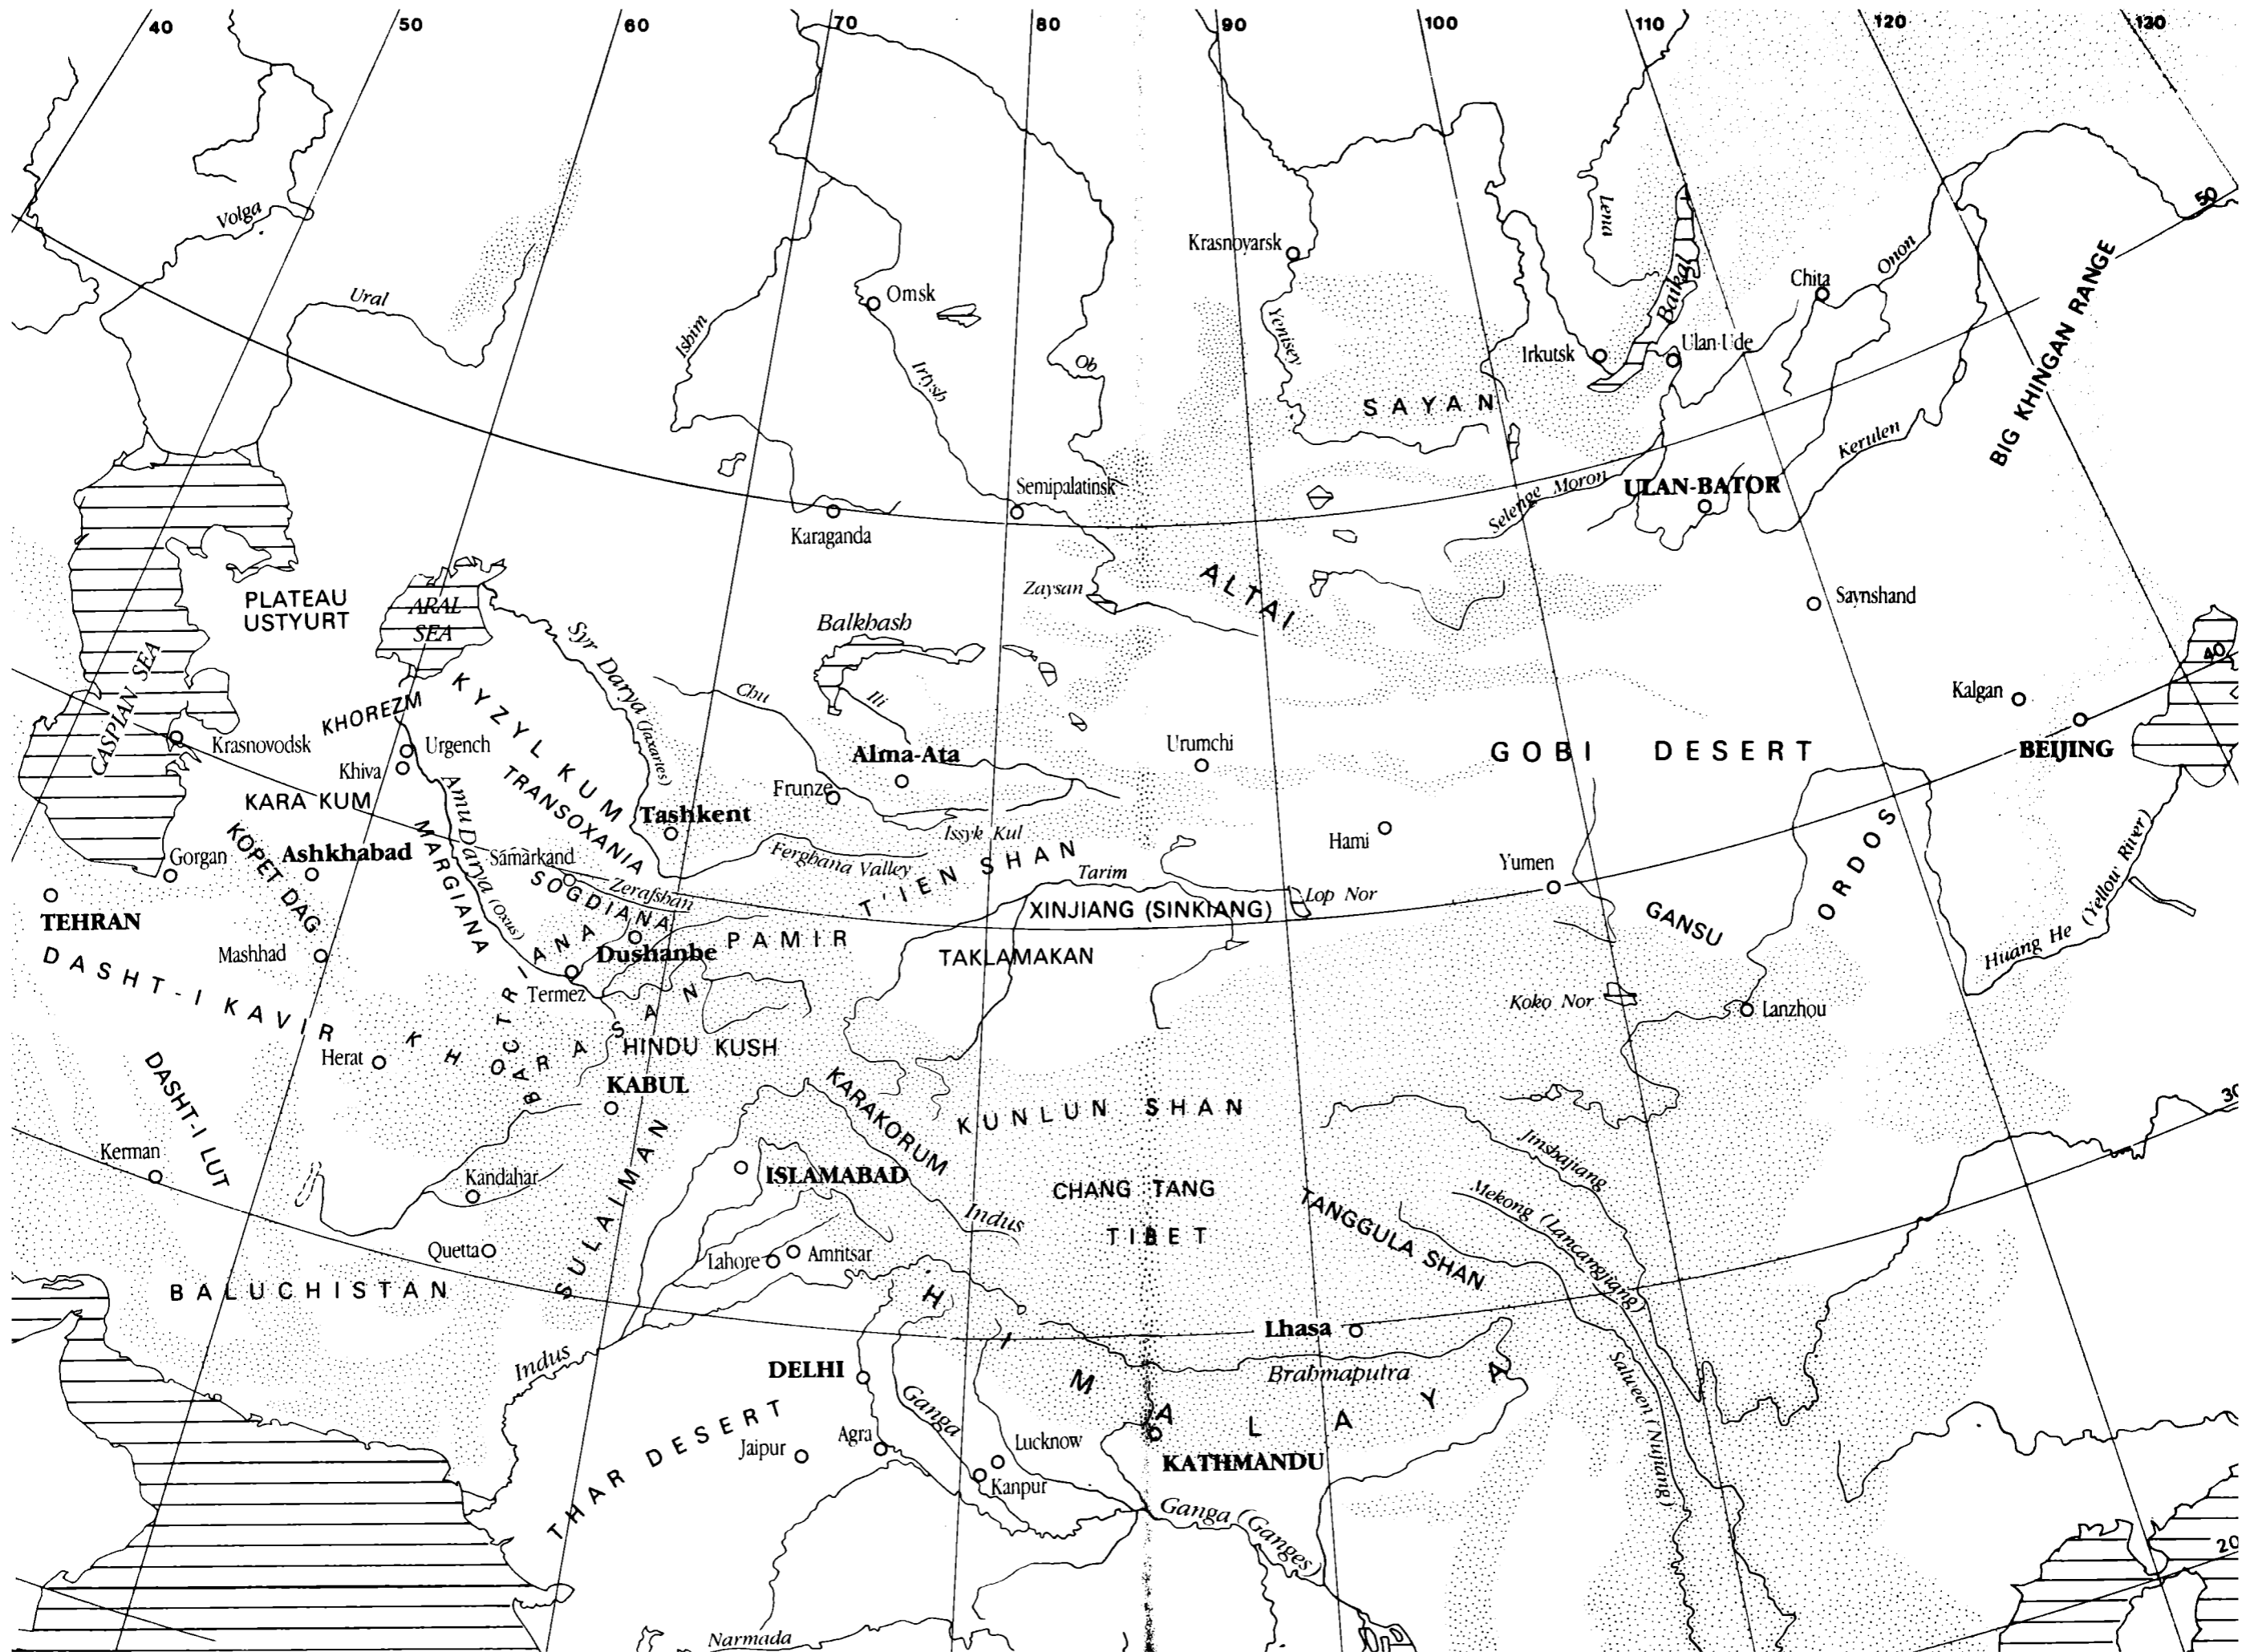 40
50
60
70
80
90
100
110
120
130
50
Volga
Ural
Lena
Krasnoyarsk
Baikal
Chita
Onon
Omsk
Ishim
Irtysh
Ob
Yenisey
Irkutsk
Ulan-Ude
BIG KHINGAN RANGE
SAYAN
Kerulen
Semipalatinsk
Selenge Moron
ULAN-BATOR
Karaganda
Zaysan
ALTAI
Saynshand
PLATEAU
USTYURT
ARAL
SEA
Balkhash
Syr Darya (Jaxartes)
CASPIAN SEA
40
KYZYL KUM
Chu
Ili
Kalgan
KHOREZM
Krasnovodsk
Urgench
Khiva
Alma-Ata
Urumchi
GOBI DESERT
BEIJING
KARA KUM
TRANSOXANIA
Frunze
Tashkent
Amu Darya (Oxus)
MARGIANA
Issyk Kul
Hami
KOPET DAG
Ashkhabad
Gorgan
Samarkand
Ferghana Valley
T'IEN SHAN
Yumen
ORDOS
Huang He (Yellow River)
TEHRAN
SOGDIANA
Zerafshan
Tarim
Lop Nor
XINJIANG (SINKIANG)
GANSU
Mashhad
Dushanbe
PAMIR
TAKLAMAKAN
DASHT-I KAVIR
Termez
BACTRIANA
Koko Nor
Lanzhou
KHORASAN
Herat
HINDU KUSH
DASHT-I LUT
KABUL
KARAKORUM
KUNLUN SHAN
30
Kerman
SULAIMAN
Kandahar
ISLAMABAD
CHANG TANG
Jinshajiang
Mekong (Lancangjiang)
TANGGULA SHAN
Indus
TIBET
Quetta
Lahore
Amritsar
BALUCHISTAN
HIMALAYA
Lhasa
Indus
DELHI
Brahmaputra
Salween (Nujiang)
Ganga
THAR DESERT
Jaipur
Agra
Lucknow
KATHMANDU
Kanpur
Ganga (Ganges)
20
Narmada